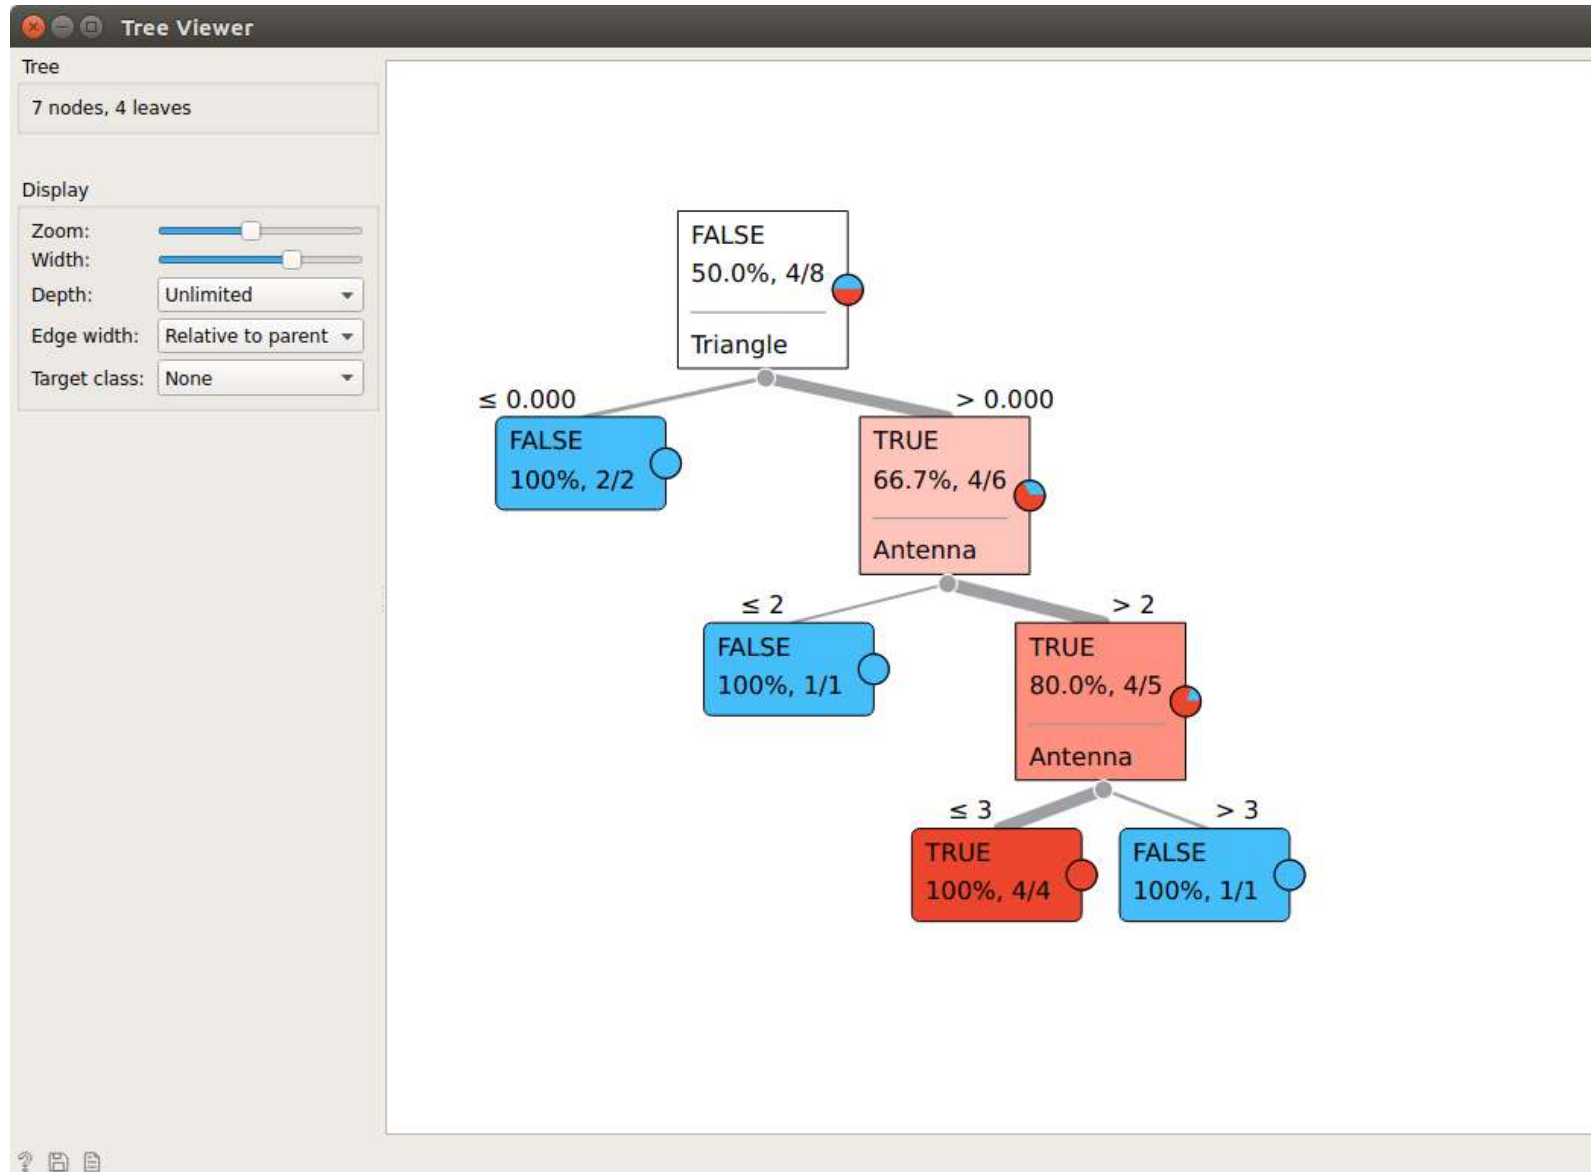 Tree Viewer
Tree
7 nodes, 4 leaves
Display
Zoom:
Width:
Depth: Unlimited
Edge width: Relative to parent
Target class: None
FALSE
50.0%, 4/8
Triangle
≤ 0.000
> 0.000
FALSE
100%, 2/2
TRUE
66.7%, 4/6
Antenna
≤ 2
> 2
FALSE
100%, 1/1
TRUE
80.0%, 4/5
Antenna
≤ 3
> 3
TRUE
100%, 4/4
FALSE
100%, 1/1
?